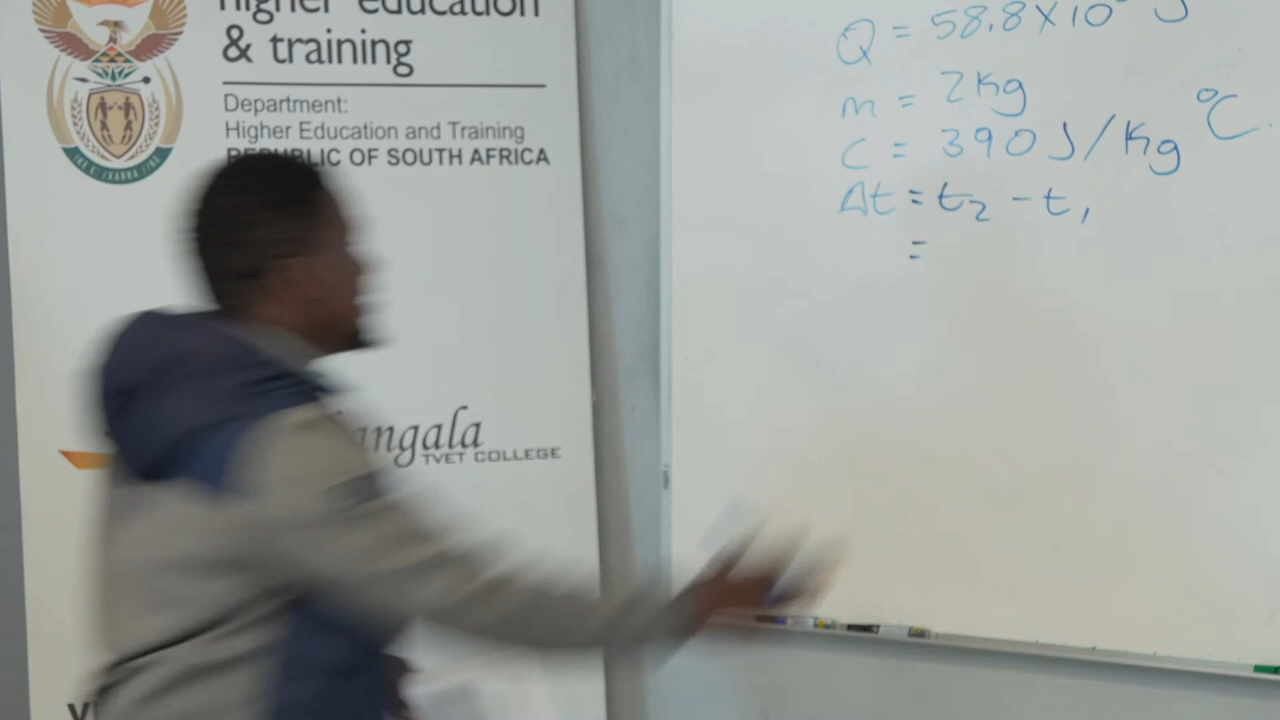 higher education
& training
Department:
Higher Education and Training
REPUBLIC OF SOUTH AFRICA
TVET COLLEGE
Q = 58.8×10 J
m = 2kg
C = 390 J/kg °C
Δt = t₂ - t₁
=